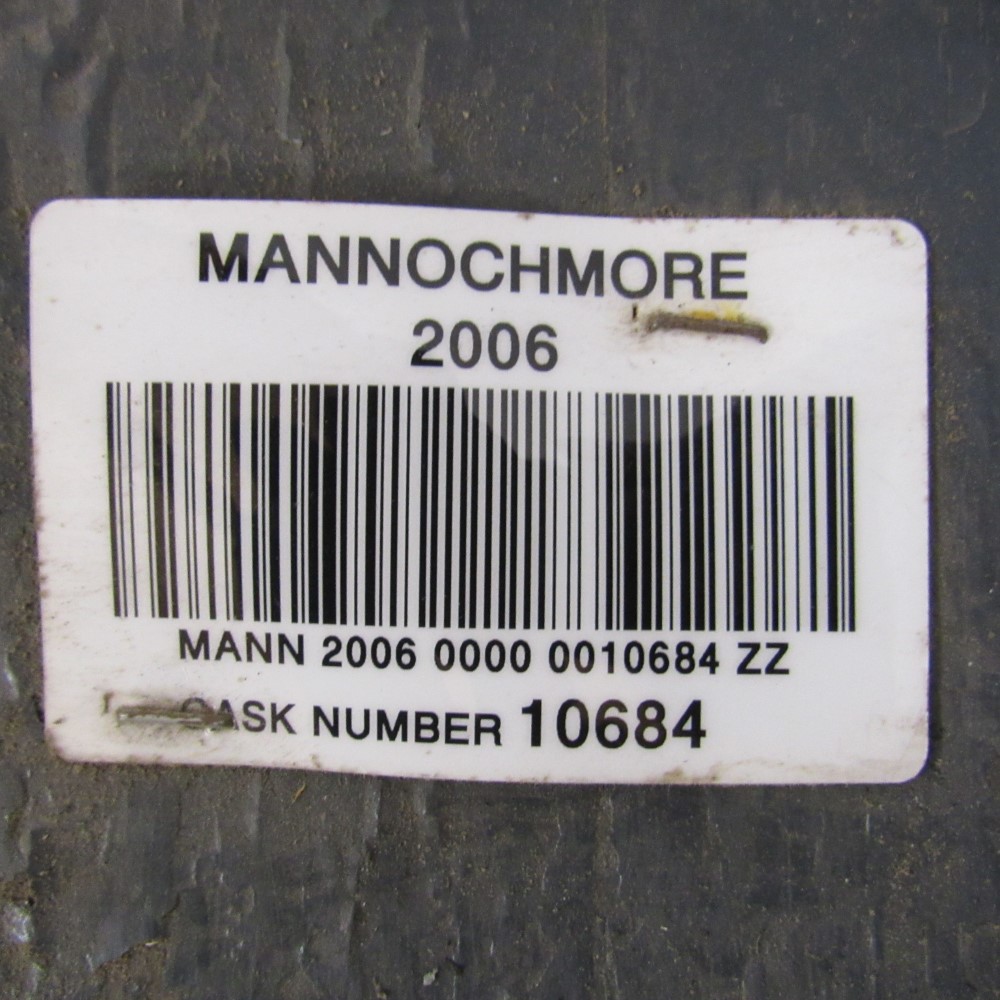 MANNOCHMORE
2006
MANN 2006 0000 0010684 ZZ
CASK NUMBER 10684